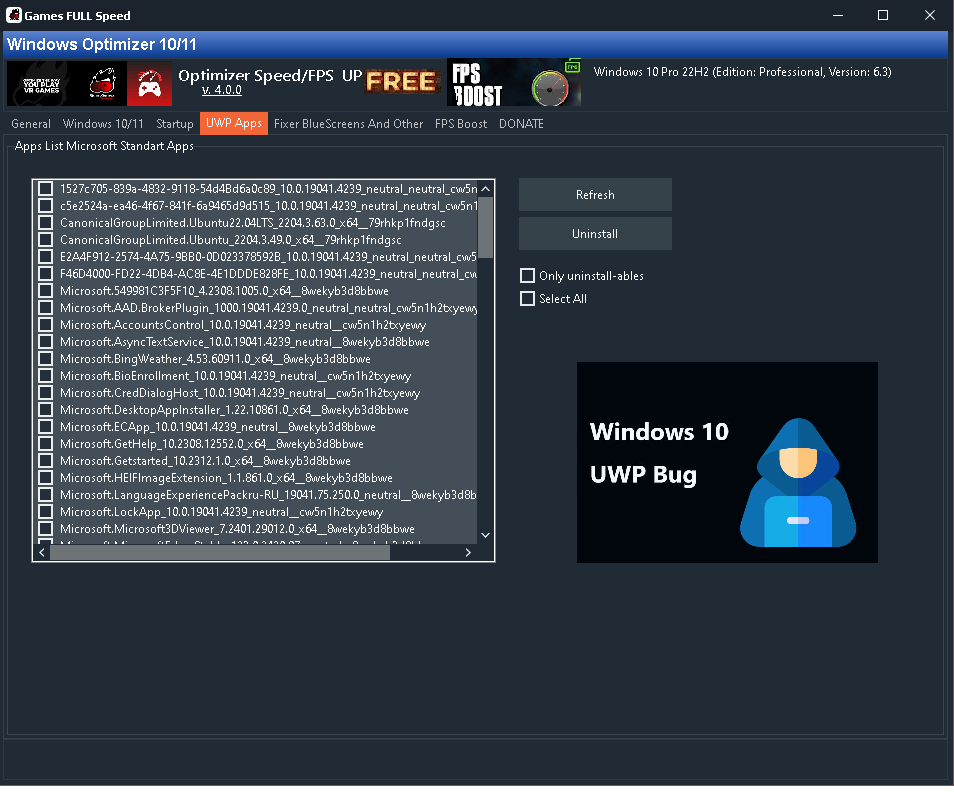 Games FULL Speed
Windows Optimizer 10/11
YOU PLAY
VR GAMES
Optimizer Speed/FPS UP
v. 4.0.0
FREE
FPS
BOOST
FPS
Windows 10 Pro 22H2 (Edition: Professional, Version: 6.3)
General Windows 10/11 Startup UWP Apps Fixer BlueScreens And Other FPS Boost DONATE
Apps List Microsoft Standart Apps
1527c705-839a-4832-9118-54d4Bd6a0c89_10.0.19041.4239_neutral_neutral_cw5n
c5e2524a-ea46-4f67-841f-6a9465d9d515_10.0.19041.4239_neutral_neutral_cw5n1
CanonicalGroupLimited.Ubuntu22.04LTS_2204.3.63.0_x64__79rhkp1fndgsc
CanonicalGroupLimited.Ubuntu_2204.3.49.0_x64__79rhkp1fndgsc
E2A4F912-2574-4A75-9BB0-0D023378592B_10.0.19041.4239_neutral_neutral_cw5
F46D4000-FD22-4DB4-AC8E-4E1DDDE828FE_10.0.19041.4239_neutral_neutral_cw
Microsoft.549981C3F5F10_4.2308.1005.0_x64__8wekyb3d8bbwe
Microsoft.AAD.BrokerPlugin_1000.19041.4239.0_neutral_neutral_cw5n1h2txyewy
Microsoft.AccountsControl_10.0.19041.4239_neutral__cw5n1h2txyewy
Microsoft.AsyncTextService_10.0.19041.4239_neutral__8wekyb3d8bbwe
Microsoft.BingWeather_4.53.60911.0_x64__8wekyb3d8bbwe
Microsoft.BioEnrollment_10.0.19041.4239_neutral__cw5n1h2txyewy
Microsoft.CredDialogHost_10.0.19041.4239_neutral__cw5n1h2txyewy
Microsoft.DesktopAppInstaller_1.22.10861.0_x64__8wekyb3d8bbwe
Microsoft.ECApp_10.0.19041.4239_neutral__8wekyb3d8bbwe
Microsoft.GetHelp_10.2308.12552.0_x64__8wekyb3d8bbwe
Microsoft.Getstarted_10.2312.1.0_x64__8wekyb3d8bbwe
Microsoft.HEIFImageExtension_1.1.861.0_x64__8wekyb3d8bbwe
Microsoft.LanguageExperiencePackru-RU_19041.75.250.0_neutral__8wekyb3d8b
Microsoft.LockApp_10.0.19041.4239_neutral__cw5n1h2txyewy
Microsoft.Microsoft3DViewer_7.2401.29012.0_x64__8wekyb3d8bbwe
Refresh
Uninstall
Only uninstall-ables
Select All
Windows 10
UWP Bug